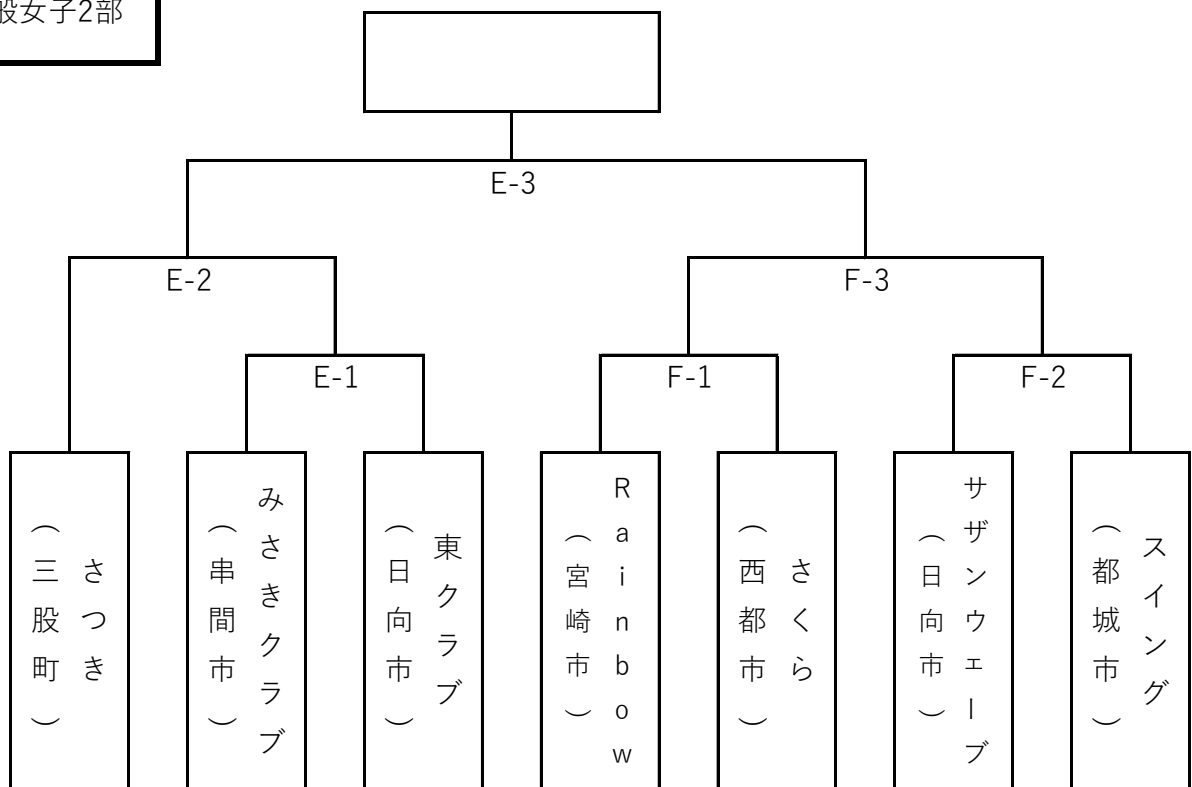 般女子2部
E-3
E-2
F-3
E-1
F-1
F-2
さつき
（三股町）
みさきクラブ
（串間市）
東クラブ
（日向市）
Rainbow
（宮崎市）
さくら
（西都市）
サザンウェーブ
（日向市）
スイング
（都城市）